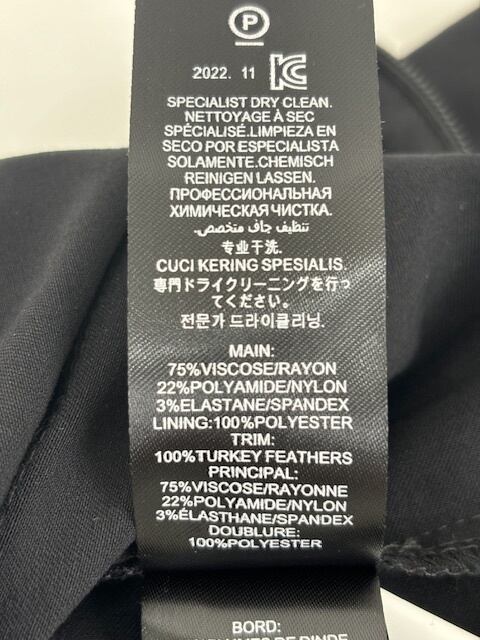 P
2022. 11
SPECIALIST DRY CLEAN.
NETTOYAGE À SEC
SPÉCIALISÉ.LIMPIEZA EN
SECO POR ESPECIALISTA
SOLAMENTE.CHEMISCH
REINIGEN LASSEN.
ПРОФЕССИОНАЛЬНАЯ
ХИМИЧЕСКАЯ ЧИСТКА.
تنظيف جاف متخصص.
专业干洗.
CUCI KERING SPESIALIS.
専門ドライクリーニングを行っ
てください。
전문가 드라이클리닝.
MAIN:
75%VISCOSE/RAYON
22%POLYAMIDE/NYLON
3%ELASTANE/SPANDEX
LINING:100%POLYESTER
TRIM:
100%TURKEY FEATHERS
PRINCIPAL:
75%VISCOSE/RAYONNE
22%POLYAMIDE/NYLON
3%ÉLASTHANE/SPANDEX
DOUBLURE:
100%POLYESTER
BORD: